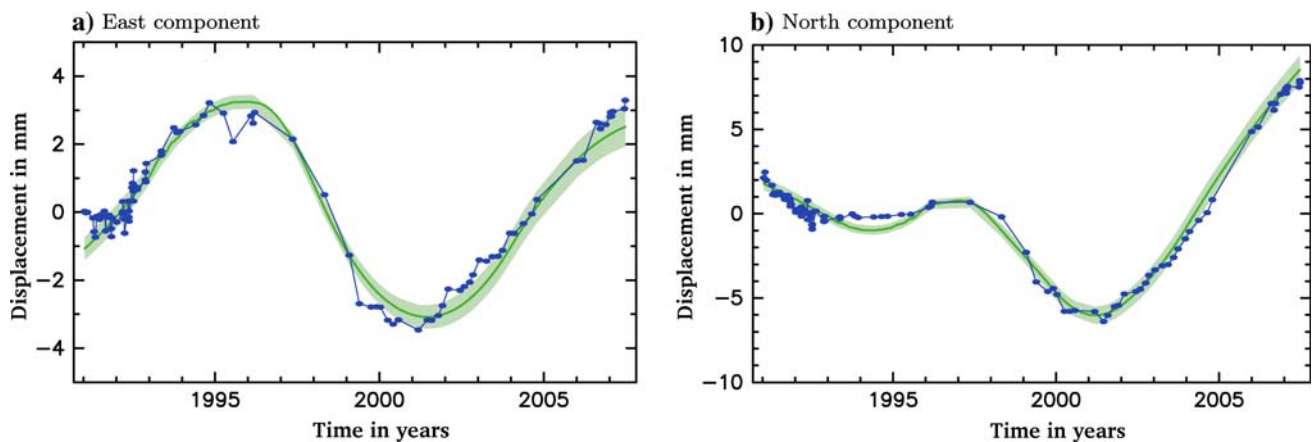 a) East component
Displacement in mm
4
2
0
−2
−4
1995
2000
2005
Time in years
b) North component
Displacement in mm
10
5
0
−5
−10
1995
2000
2005
Time in years